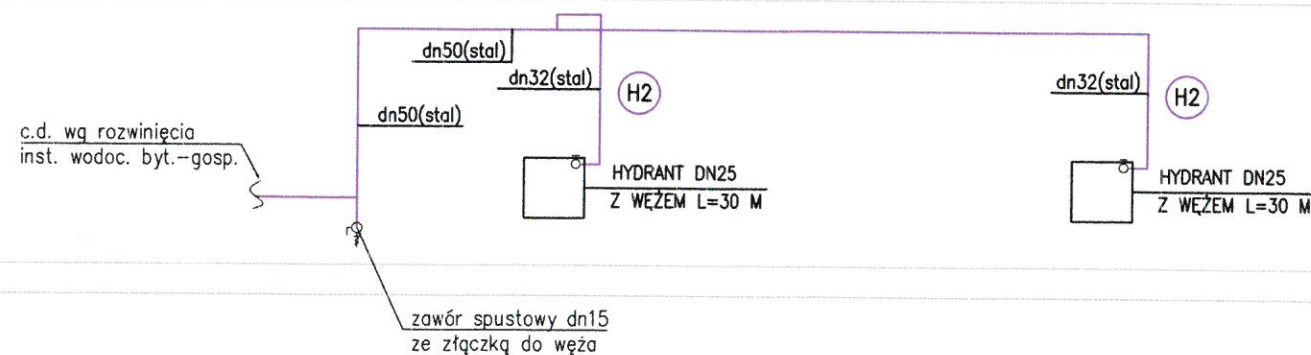 dn50(stal)
dn32(stal)
H2
dn32(stal)
H2
dn50(stal)
c.d. wg rozwinięcia
inst. wodoc. byt.-gosp.
HYDRANT DN25
Z WĘŻEM L=30 M
HYDRANT DN25
Z WĘŻEM L=30 M
zawór spustowy dn15
ze złączką do węża